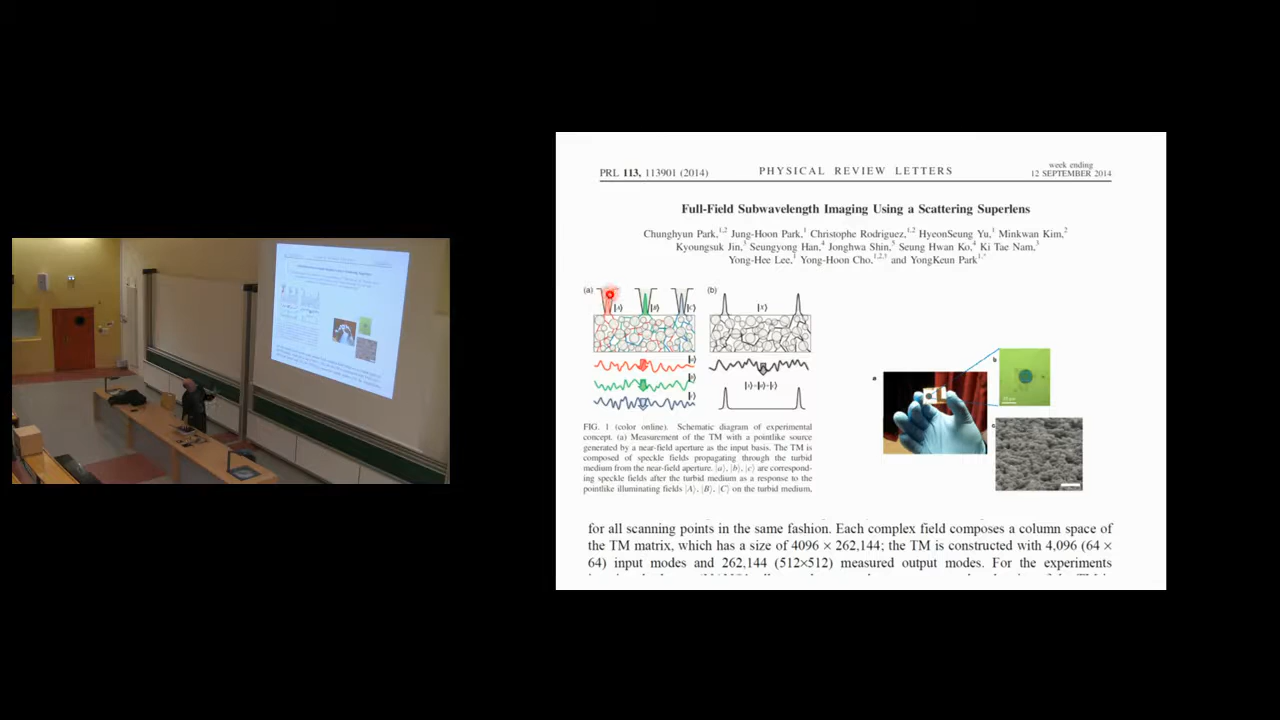 PRL 113, 113901 (2014) PHYSICAL REVIEW LETTERS week ending 12 SEPTEMBER 2014
Full-Field Subwavelength Imaging Using a Scattering Superlens
Chunghyun Park,1,2 Jung-Hoon Park,1 Christophe Rodriguez,1,2 HyeonSeung Yu,1 Minkwan Kim,2
Kyoungsuk Jin,3 Seungyong Han,4 Jonghwa Shin,5 Seung Hwan Ko,4 Ki Tae Nam,3
Yong-Hee Lee,1 Yong-Hoon Cho,1,2,† and YongKeun Park1,*
(a) (b)
|A⟩ |B⟩ |C⟩ |Y⟩
FIG. 1 (color online). Schematic diagram of experimental
concept. (a) Measurement of the TM with a pointlike source
generated by a near-field aperture as the input basis. The TM is
composed of speckle fields propagating through the turbid
medium from the near-field aperture. |a⟩, |b⟩, |c⟩ are correspond-
ing speckle fields after the turbid medium as a response to the
pointlike illuminating fields |A⟩, |B⟩, |C⟩ on the turbid medium,
a
b
c
for all scanning points in the same fashion. Each complex field composes a column space of
the TM matrix, which has a size of 4096 × 262,144; the TM is constructed with 4,096 (64 ×
64) input modes and 262,144 (512×512) measured output modes. For the experiments